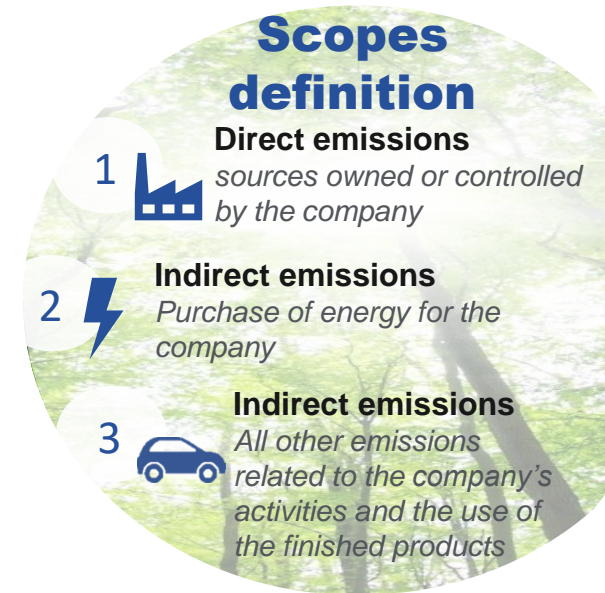 Scopes
definition
1
Direct emissions
sources owned or controlled
by the company
2
Indirect emissions
Purchase of energy for the
company
3
Indirect emissions
All other emissions
related to the company’s
activities and the use of
the finished products